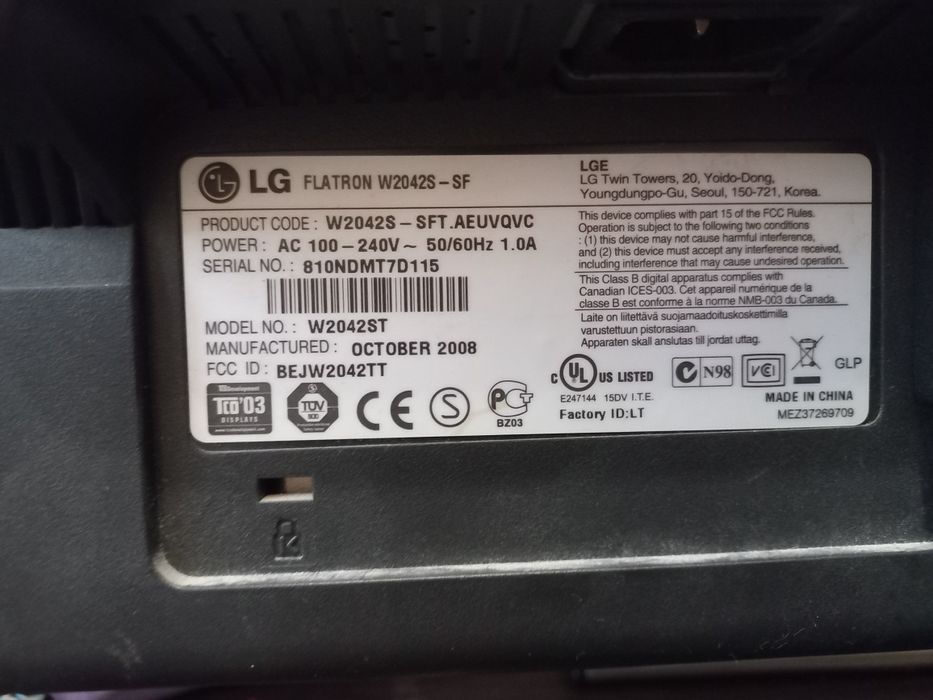 LG FLATRON W2042S-SF
PRODUCT CODE : W2042S-SFT.AEUVQVC
POWER : AC 100-240V~ 50/60Hz 1.0A
SERIAL NO. : 810NDMT7D115
MODEL NO. : W2042ST
MANUFACTURED : OCTOBER 2008
FCC ID : BEJW2042TT
TCO Development
TCO'03
DISPLAYS
www.tcodevelopment.com
TÜV
CE
S
PCT
BZ03
LGE
LG Twin Towers, 20, Yoido-Dong,
Youngdungpo-Gu, Seoul, 150-721, Korea.
This device complies with part 15 of the FCC Rules.
Operation is subject to the following two conditions
: (1) this device may not cause harmful interference,
and (2) this device must accept any interference received,
including interference that may cause undesired operation.
This Class B digital apparatus complies with
Canadian ICES-003. Cet appareil numérique de la
classe B est conforme à la norme NMB-003 du Canada.
Laite on liitettävä suojamaadoituskoskettimilla
varustettuun pistorasiaan.
Apparaten skall anslutas till jordat uttag.
c UL US LISTED
E247144 15DV I.T.E.
Factory ID:LT
N98
VCI
GLP
MADE IN CHINA
MEZ37269709